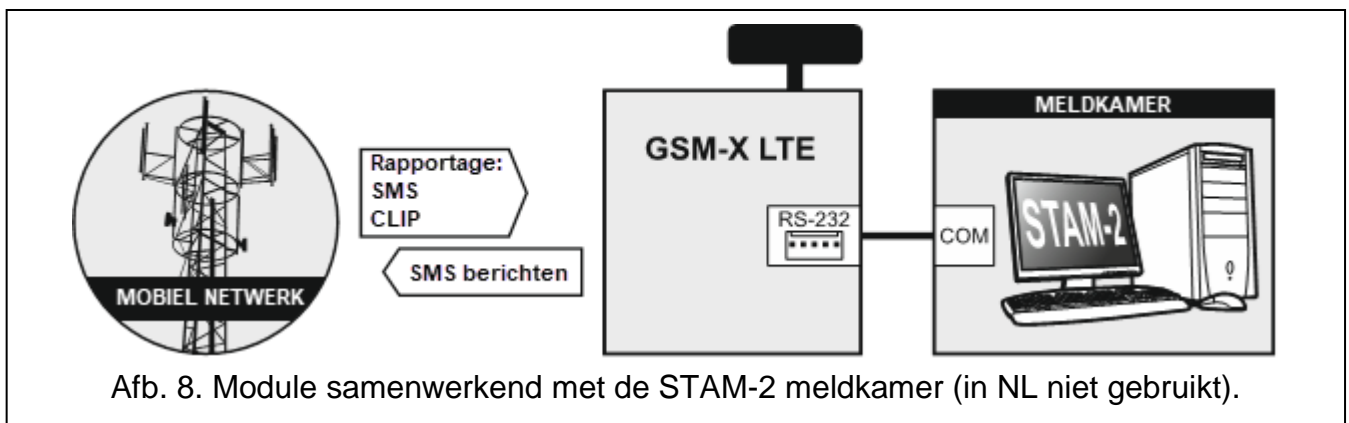 MOBIEL NETWERK
Rapportage:
SMS
CLIP
SMS berichten
GSM-X LTE
RS-232
MELDKAMER
COM
STAM-2
Afb. 8. Module samenwerkend met de STAM-2 meldkamer (in NL niet gebruikt).